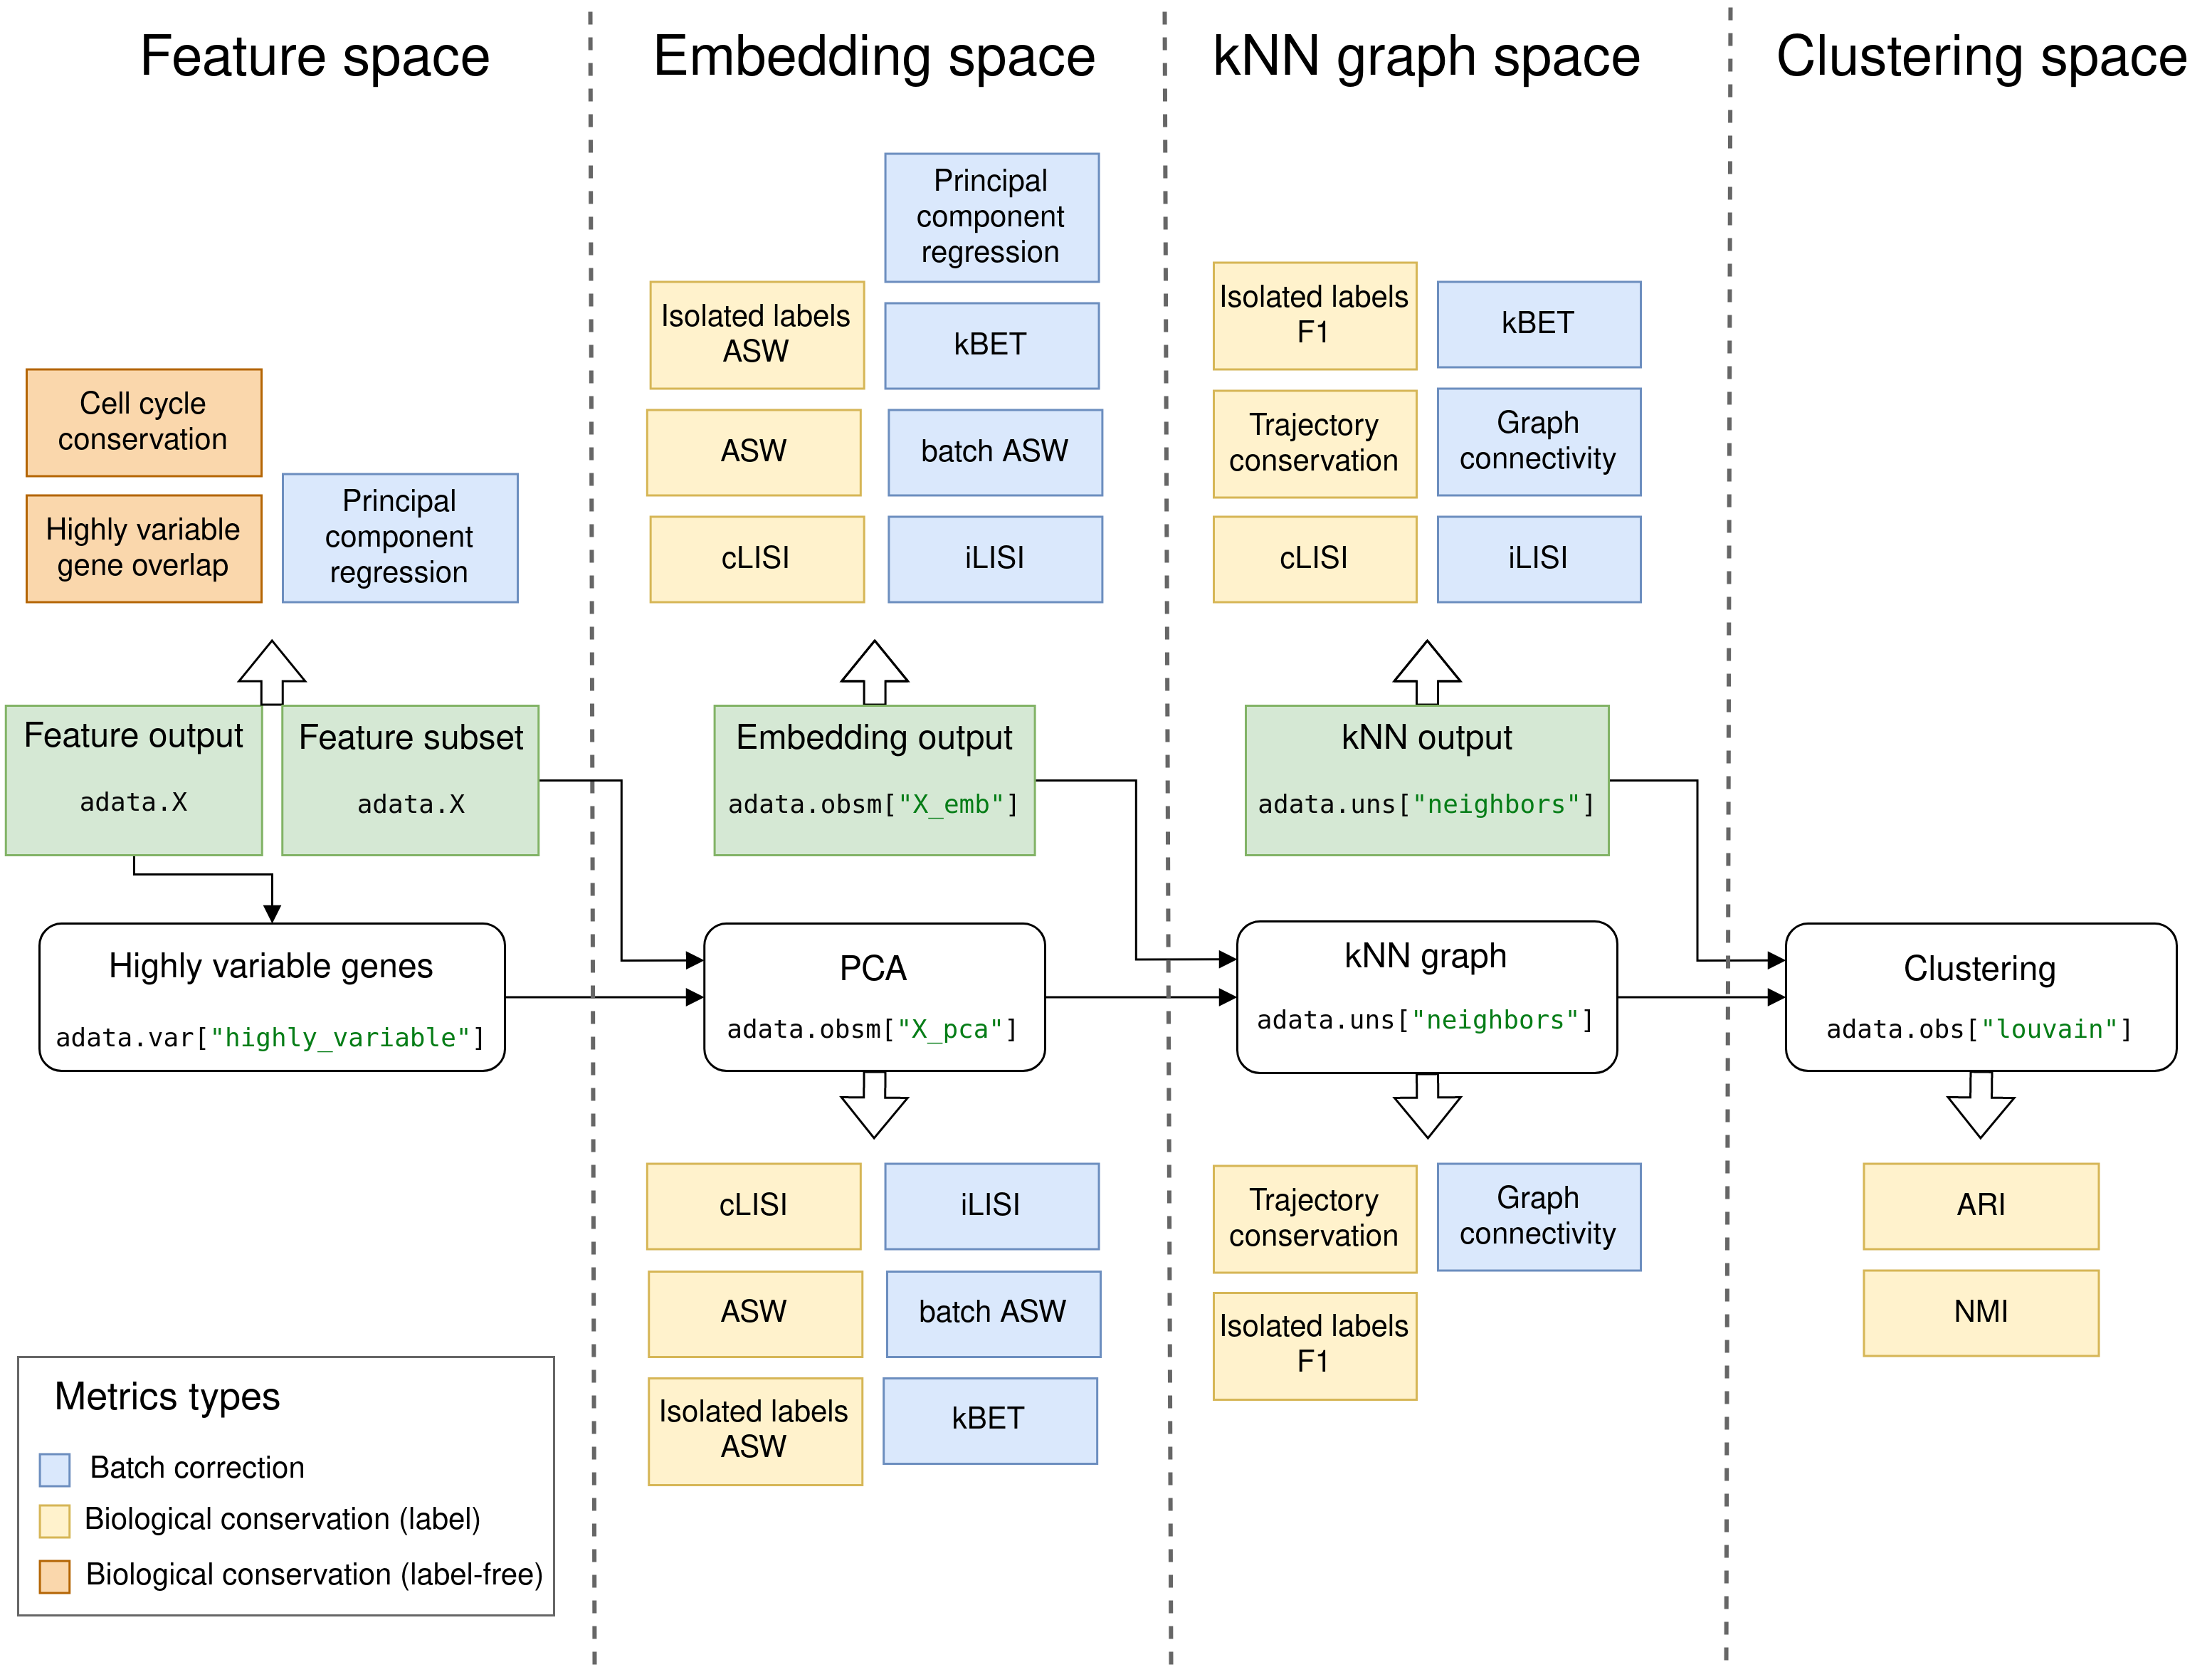 Feature space
Embedding space
kNN graph space
Clustering space
Cell cycle
conservation
Highly variable
gene overlap
Principal
component
regression
Isolated labels
ASW
ASW
cLISI
Principal
component
regression
kBET
batch ASW
iLISI
Isolated labels
F1
Trajectory
conservation
cLISI
kBET
Graph
connectivity
iLISI
Feature output
adata.X
Feature subset
adata.X
Embedding output
adata.obsm["X_emb"]
kNN output
adata.uns["neighbors"]
Highly variable genes
adata.var["highly_variable"]
PCA
adata.obsm["X_pca"]
kNN graph
adata.uns["neighbors"]
Clustering
adata.obs["louvain"]
cLISI
ASW
Isolated labels
ASW
iLISI
batch ASW
kBET
Trajectory
conservation
Isolated labels
F1
Graph
connectivity
ARI
NMI
Metrics types
Batch correction
Biological conservation (label)
Biological conservation (label-free)